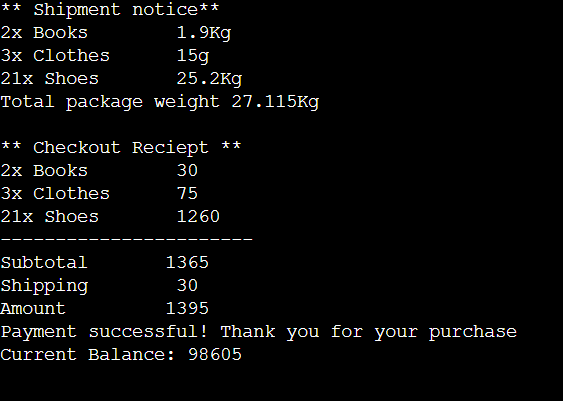 ** Shipment notice**
2x Books 1.9Kg
3x Clothes 15g
21x Shoes 25.2Kg
Total package weight 27.115Kg
** Checkout Reciept **
2x Books 30
3x Clothes 75
21x Shoes 1260
-----------------------
Subtotal 1365
Shipping 30
Amount 1395
Payment successful! Thank you for your purchase
Current Balance: 98605